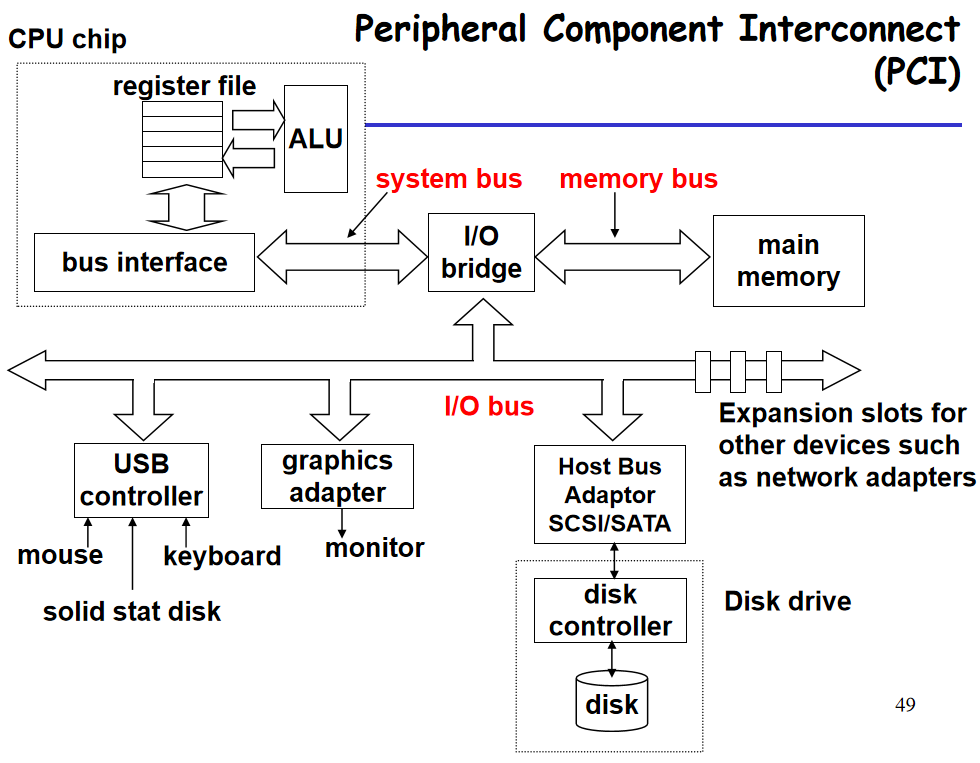 Peripheral Component Interconnect
(PCI)
CPU chip
register file
ALU
system bus
memory bus
bus interface
I/O
bridge
main
memory
I/O bus
Expansion slots for
other devices such
as network adapters
USB
controller
graphics
adapter
Host Bus
Adaptor
SCSI/SATA
mouse
keyboard
monitor
solid stat disk
disk
controller
Disk drive
disk
49